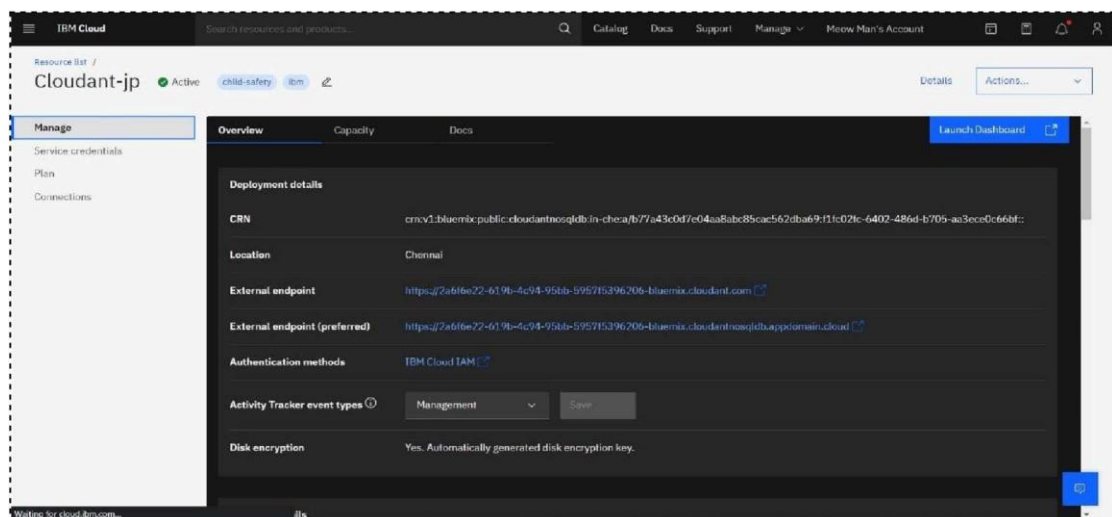 IBM Cloud
Search resources and products...
Catalog
Docs
Support
Manage
Meow Man's Account
Resource list /
Cloudant-jp
Active
child-safety
ibm
Details
Actions...
Manage
Service credentials
Plan
Connections
Overview
Capacity
Docs
Launch Dashboard
Deployment details
CRN
crn:v1:bluemix:public:cloudantnosqldb:in-che:a/b77a43c0d7e04aa8abc85cac562dba69:f1fc02fc-6402-486d-b705-aa3ece0c66bf::
Location
Chennai
External endpoint
https://2a6f6e22-619b-4c94-95bb-5957f5396206-bluemix.cloudant.com
External endpoint (preferred)
https://2a6f6e22-619b-4c94-95bb-5957f5396206-bluemix.cloudantnosqldb.appdomain.cloud
Authentication methods
IBM Cloud IAM
Activity Tracker event types
Management
Save
Disk encryption
Yes. Automatically generated disk encryption key.
Waiting for cloud.ibm.com...